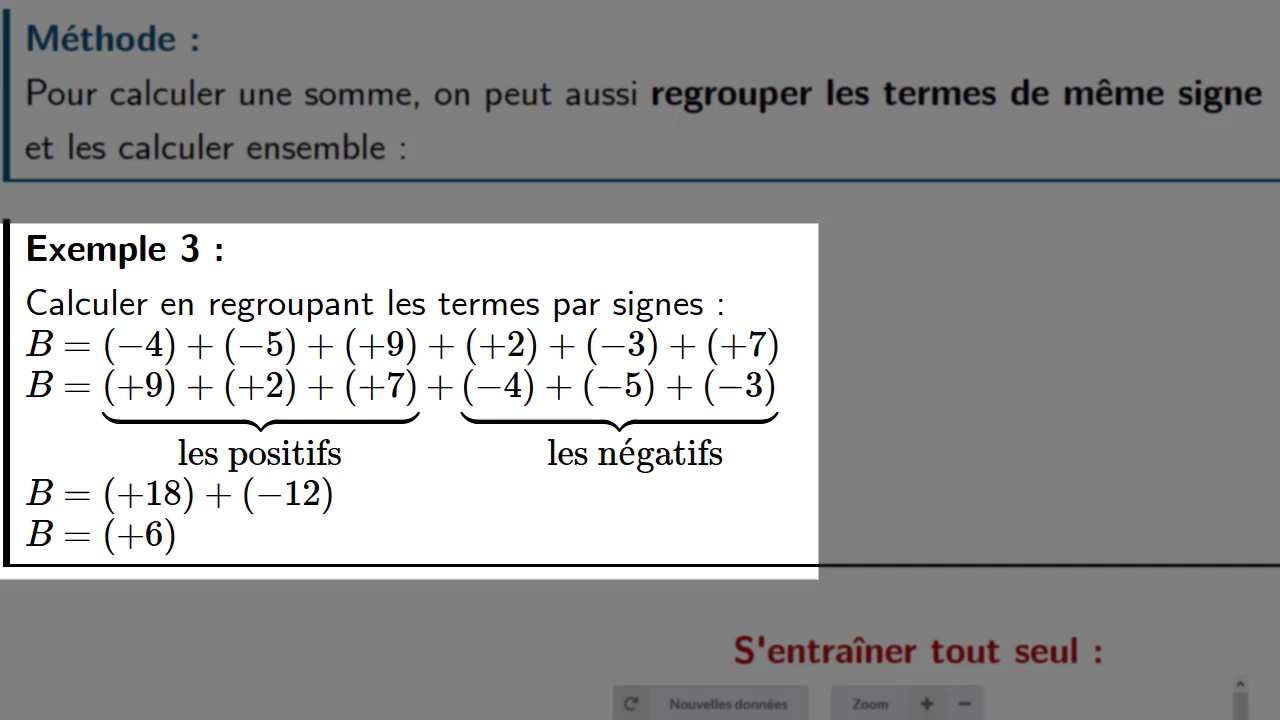 Méthode :
Pour calculer une somme, on peut aussi regrouper les termes de même signe
et les calculer ensemble :
Exemple 3 :
Calculer en regroupant les termes par signes :
B = (−4) + (−5) + (+9) + (+2) + (−3) + (+7)
B = (+9) + (+2) + (+7) + (−4) + (−5) + (−3)
les positifs les négatifs
B = (+18) + (−12)
B = (+6)
S'entraîner tout seul :
Nouvelles données Zoom + −